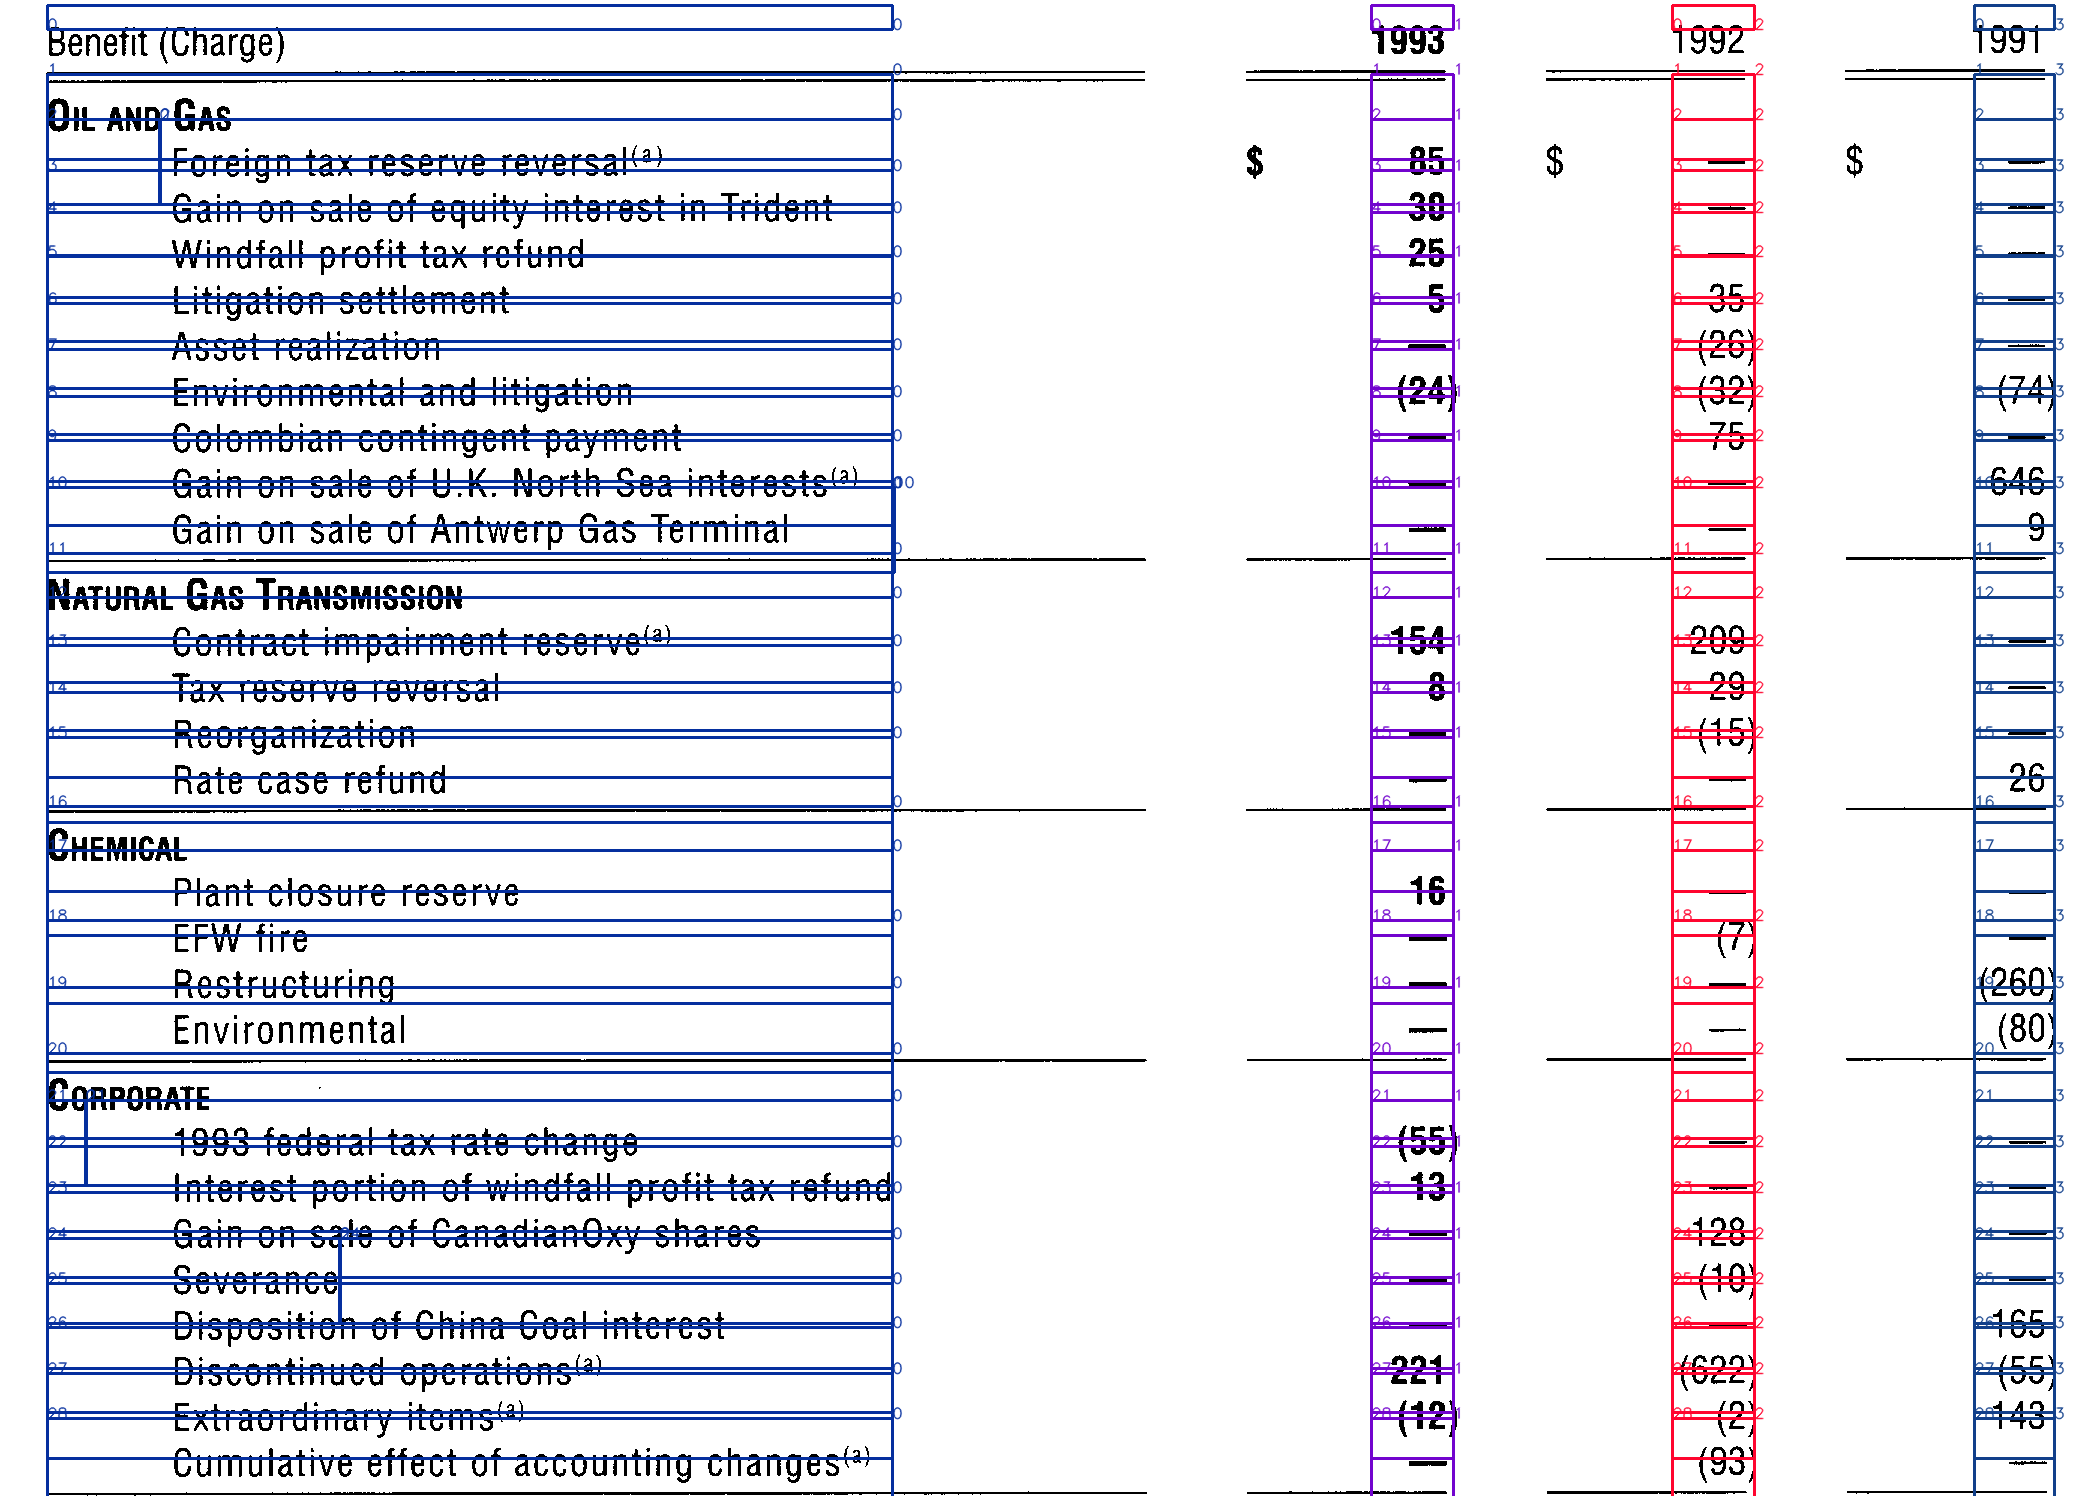 Benefit (Charge) 1993 1992 1991
OIL AND GAS
Foreign tax reserve reversal(a) $ 85 $ — $ —
Gain on sale of equity interest in Trident 30 — —
Windfall profit tax refund 25 — —
Litigation settlement 5 35 —
Asset realization — (26) —
Environmental and litigation (24) (32) (74)
Colombian contingent payment — 75 —
Gain on sale of U.K. North Sea interests(a) — — 646
Gain on sale of Antwerp Gas Terminal — — 9
NATURAL GAS TRANSMISSION
Contract impairment reserve(a) 154 209 —
Tax reserve reversal 8 29 —
Reorganization — (15) —
Rate case refund — — 26
CHEMICAL
Plant closure reserve 16 — —
EFW fire — (7) —
Restructuring — — (260)
Environmental — — (80)
CORPORATE
1993 federal tax rate change (55) — —
Interest portion of windfall profit tax refund 13 — —
Gain on sale of CanadianOxy shares — 128 —
Severance — (10) —
Disposition of China Coal interest — — 165
Discontinued operations(a) 221 (622) (55)
Extraordinary items(a) (12) (2) 143
Cumulative effect of accounting changes(a) — (93) —